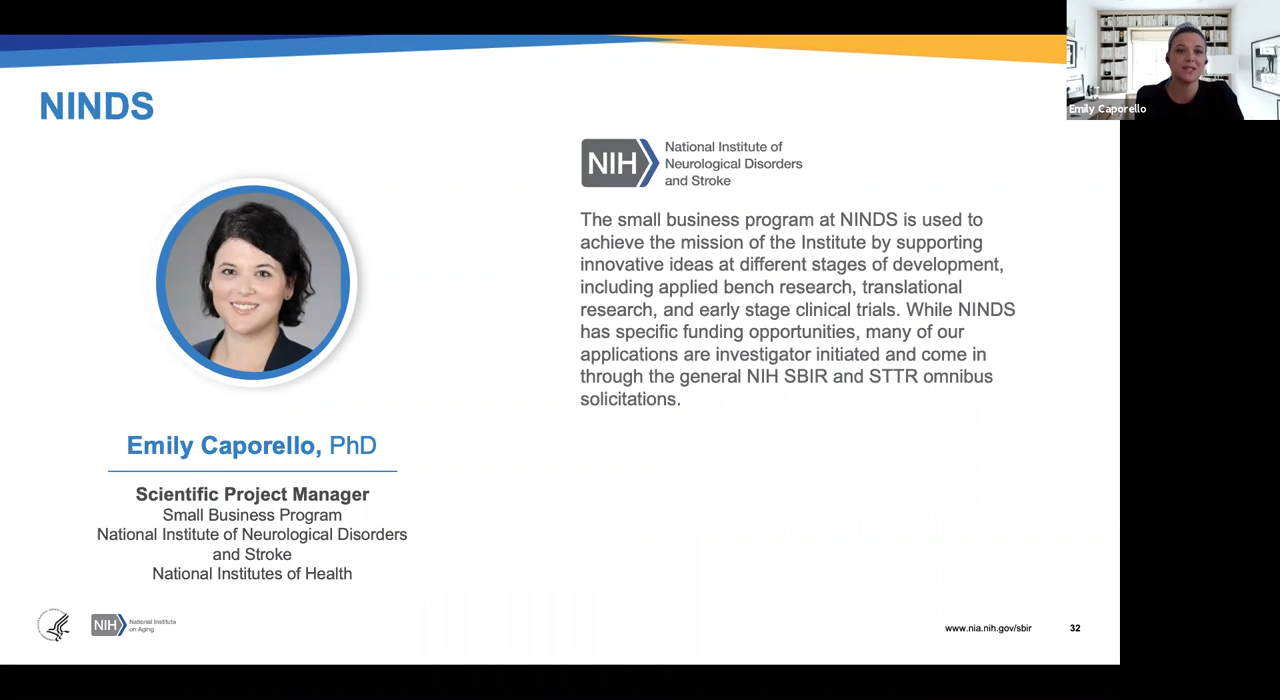 NINDS
Emily Caporello
NIH
National Institute of
Neurological Disorders
and Stroke
The small business program at NINDS is used to
achieve the mission of the Institute by supporting
innovative ideas at different stages of development,
including applied bench research, translational
research, and early stage clinical trials. While NINDS
has specific funding opportunities, many of our
applications are investigator initiated and come in
through the general NIH SBIR and STTR omnibus
solicitations.
Emily Caporello, PhD
Scientific Project Manager
Small Business Program
National Institute of Neurological Disorders
and Stroke
National Institutes of Health
NIH
National Institute
on Aging
www.nia.nih.gov/sbir
32